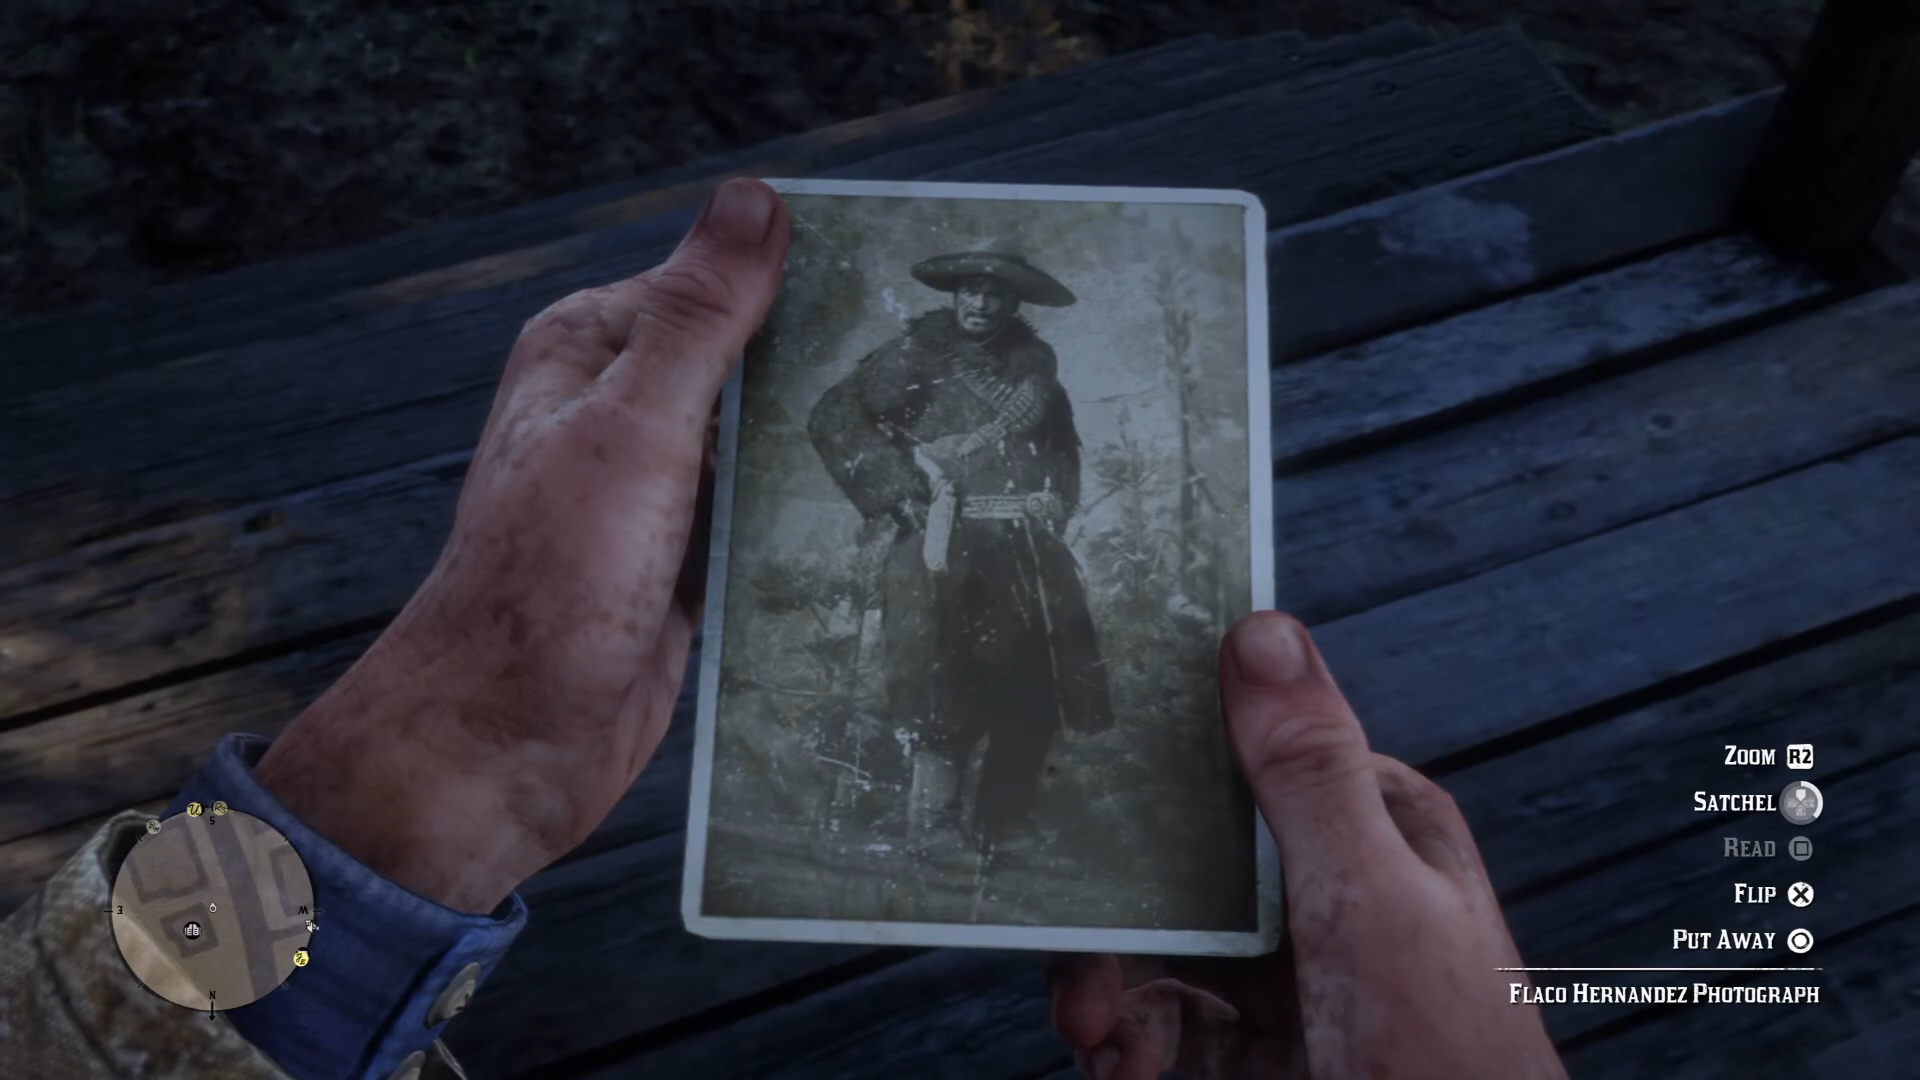 ZOOM R2
SATCHEL
READ
FLIP
PUT AWAY
FLACO HERNANDEZ PHOTOGRAPH
S
E
W
N